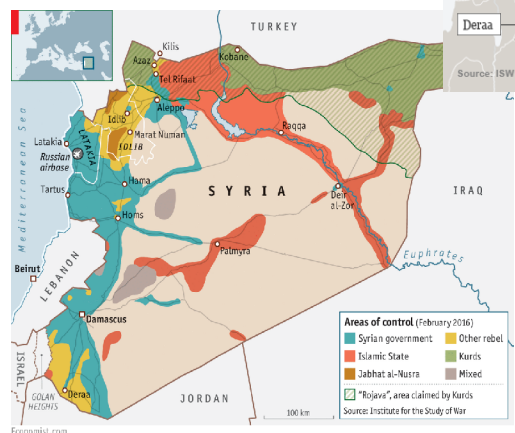 TURKEY
Deraa
Source: ISW
Kilis
Azaz
Kobane
Tel Rifaat
Aleppo
Idlib
Marat Numan
IDLIB
Raqqa
Mediterranean Sea
Latakia
LATAKIA
Russian
airbase
Tartus
Hama
SYRIA
Deir
al-Zor
IRAQ
Homs
Palmyra
Euphrates
LEBANON
Beirut
Damascus
Areas of control (February 2016)
Syrian government
Other rebel
Islamic State
Kurds
Jabhat al-Nusra
Mixed
"Rojava", area claimed by Kurds
Source: Institute for the Study of War
ISRAEL
GOLAN
HEIGHTS
Deraa
JORDAN
100 km
Economist.com